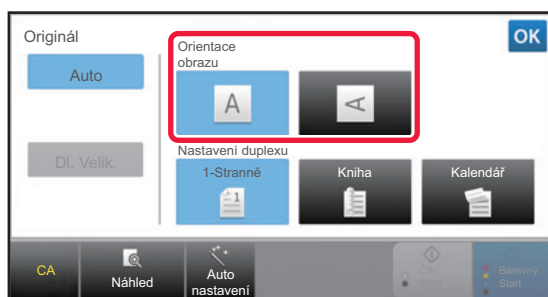 Originál
OK
Orientace
obrazu
Auto
A
A
Nastavení duplexu
Dl. Velik.
1-Stranně
1
Kniha
Kalendář
CA
Náhled
Auto
nastavení
Barevný
Start